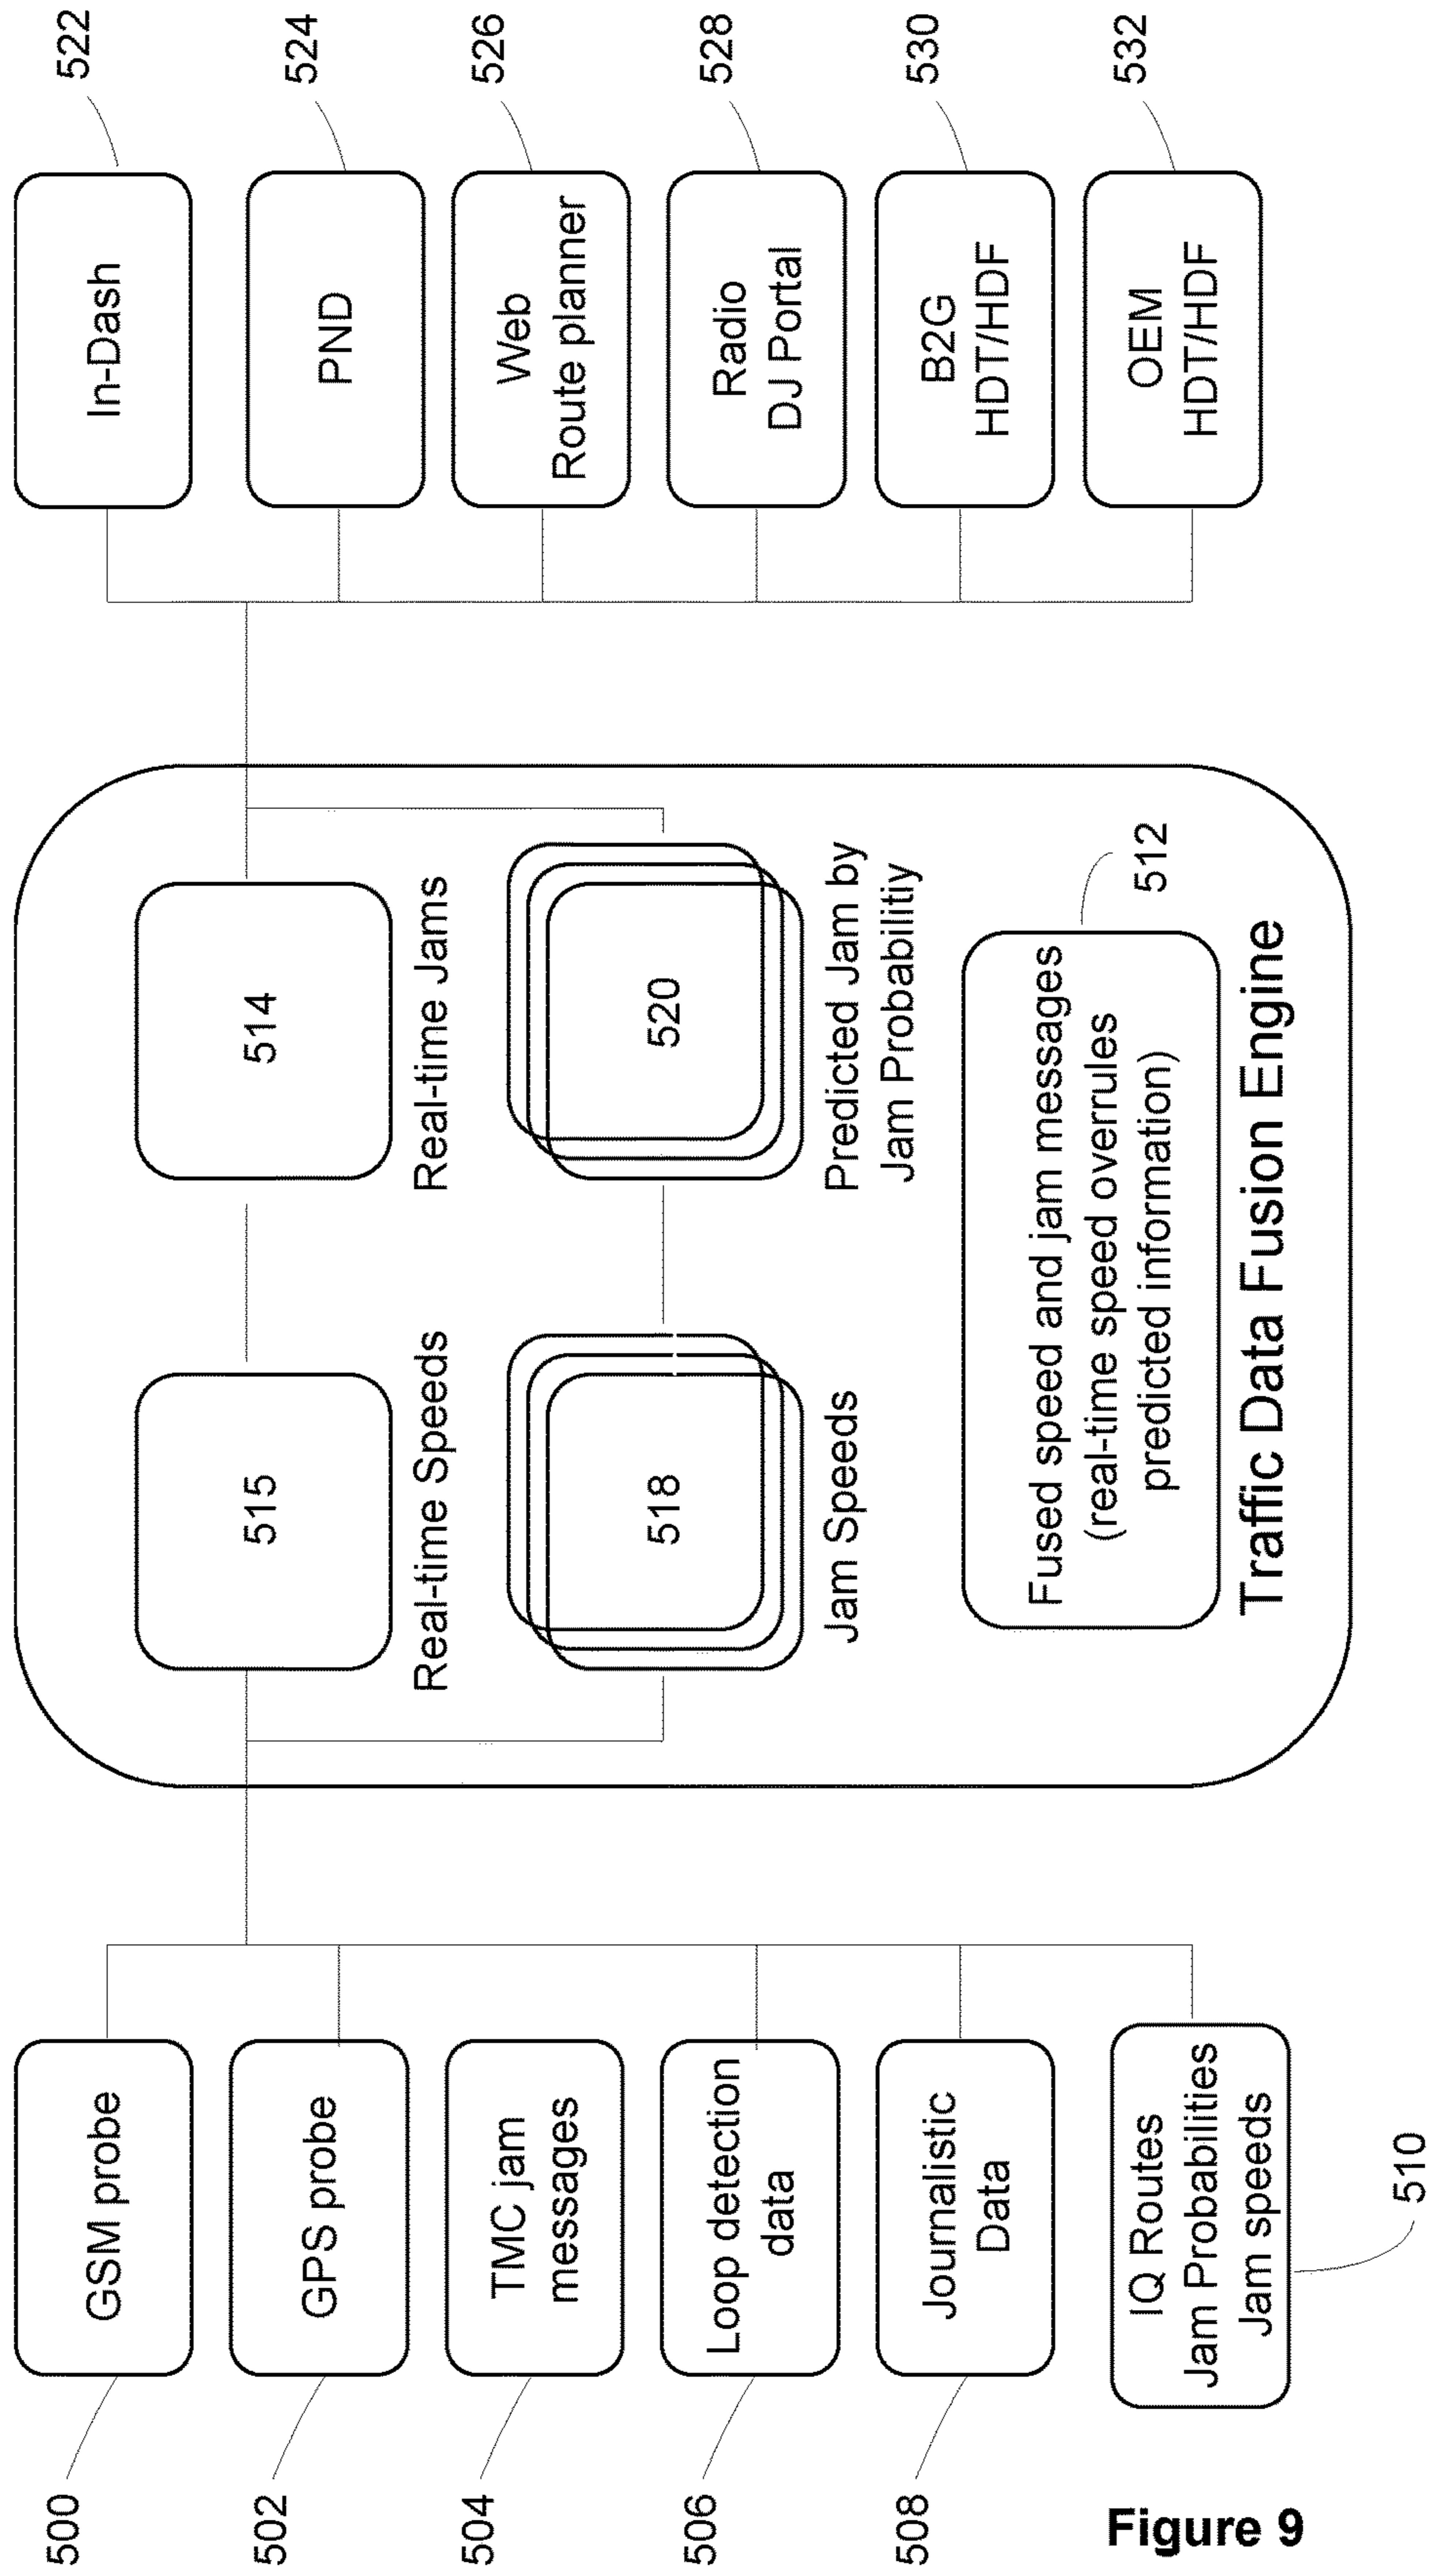 500
GSM probe
502
GPS probe
504
TMC jam
messages
506
Loop detection
data
508
Journalistic
Data
IQ Routes
Jam Probabilities
Jam speeds
510
515
Real-time Speeds
514
Real-time Jams
518
Jam Speeds
520
Predicted Jam by
Jam Probabilitiy
Fused speed and jam messages
(real-time speed overrules
predicted information)
512
Traffic Data Fusion Engine
In-Dash
522
PND
524
Web
Route planner
526
Radio
DJ Portal
528
B2G
HDT/HDF
530
OEM
HDT/HDF
532
Figure 9